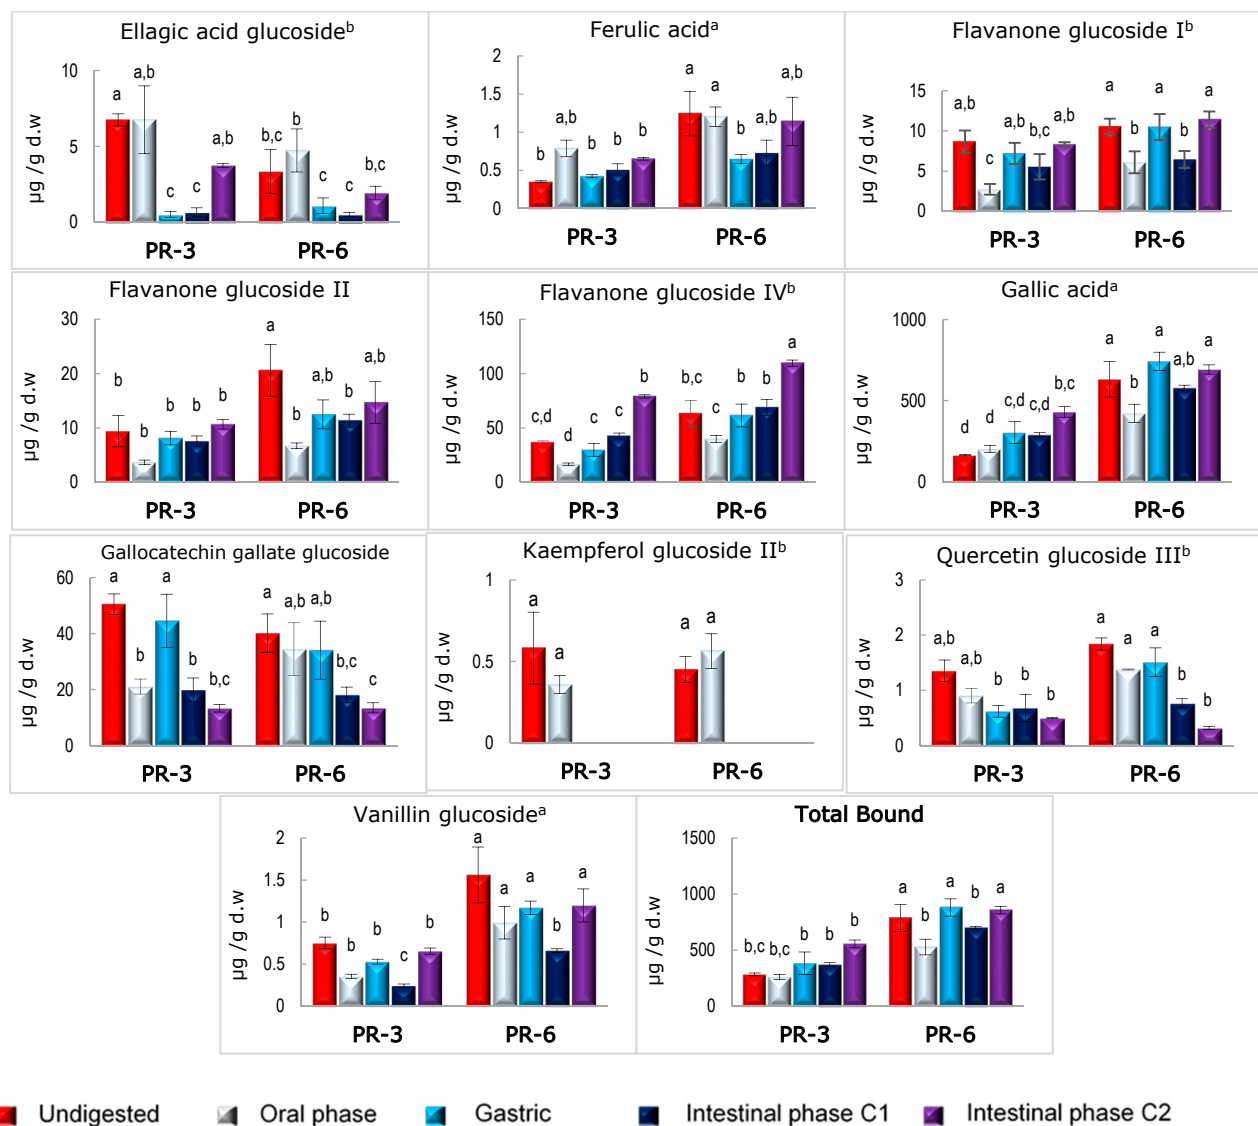 Ellagic acid glucosideᵇ
µg /g d.w
10
5
0
a
a,b
c
c
a,b
b,c
b
c
c
b,c
PR-3 PR-6
Ferulic acidᵃ
µg /g d.w
2
1.5
1
0.5
0
b
a,b
b
b
b
a
a
b
a,b
a,b
PR-3 PR-6
Flavanone glucoside Iᵇ
µg /g d.w
15
10
5
0
a,b
c
a,b
b,c
a,b
a
b
a
b
a
PR-3 PR-6
Flavanone glucoside II
µg /g d.w
30
20
10
0
b
b
b
b
b
a
b
a,b
b
a,b
PR-3 PR-6
Flavanone glucoside IVᵇ
µg /g d.w
150
100
50
0
c,d
d
c
c
b
b,c
c
b
b
a
PR-3 PR-6
Gallic acidᵃ
µg /g d.w
1000
500
0
d
d
c,d
c,d
b,c
a
b
a
a,b
a
PR-3 PR-6
Gallocatechin gallate glucoside
µg /g d.w
60
40
20
0
a
b
a
b
b,c
a
a,b
a,b
b,c
c
PR-3 PR-6
Kaempferol glucoside IIᵇ
µg /g d.w
1
0.5
0
a
a
a
a
PR-3 PR-6
Quercetin glucoside IIIᵇ
µg /g d.w
3
2
1
0
a,b
a,b
b
b
b
a
a
a
b
b
PR-3 PR-6
Vanillin glucosideᵃ
µg /g d.w
2
1.5
1
0.5
0
b
b
b
c
b
a
a
a
b
a
PR-3 PR-6
Total Bound
µg /g d.w
1500
1000
500
0
b,c
b,c
b
b
b
a
b
a
b
a
PR-3 PR-6
Undigested Oral phase Gastric Intestinal phase C1 Intestinal phase C2